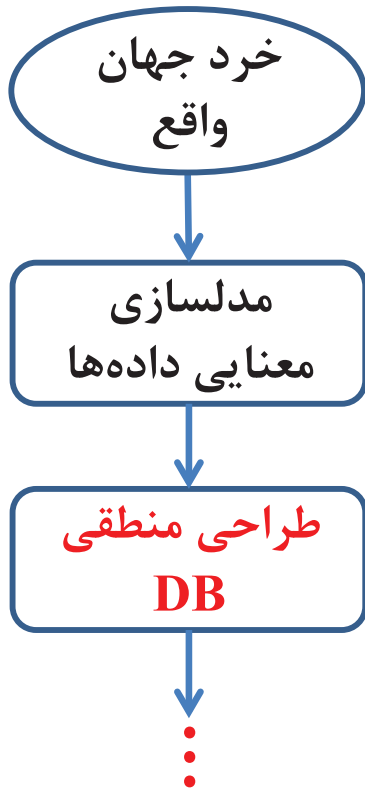 خرد جهان
واقع
مدلسازی
معنایی داده‌ها
طراحی منطقی
DB